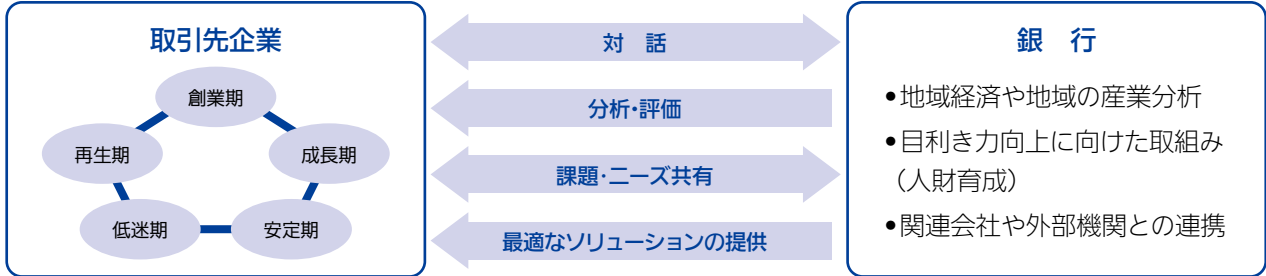 取引先企業
創業期
再生期
成長期
低迷期
安定期
対 話
分析・評価
課題・ニーズ共有
最適なソリューションの提供
銀 行
•地域経済や地域の産業分析
•目利き力向上に向けた取組み
(人財育成)
•関連会社や外部機関との連携